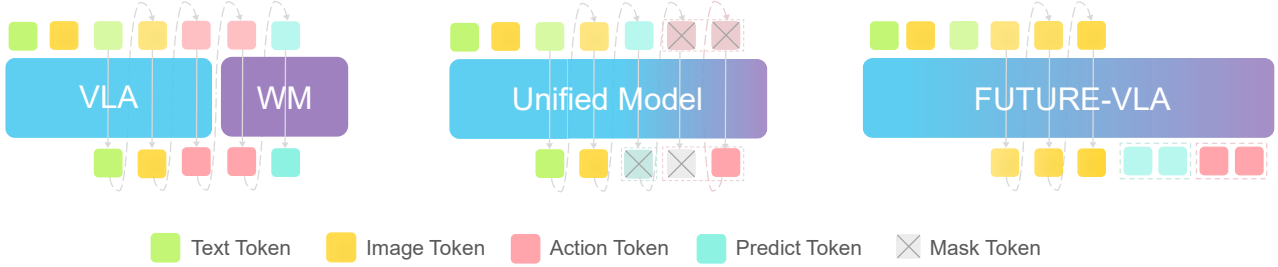 VLA
WM
Unified Model
FUTURE-VLA
Text Token
Image Token
Action Token
Predict Token
Mask Token